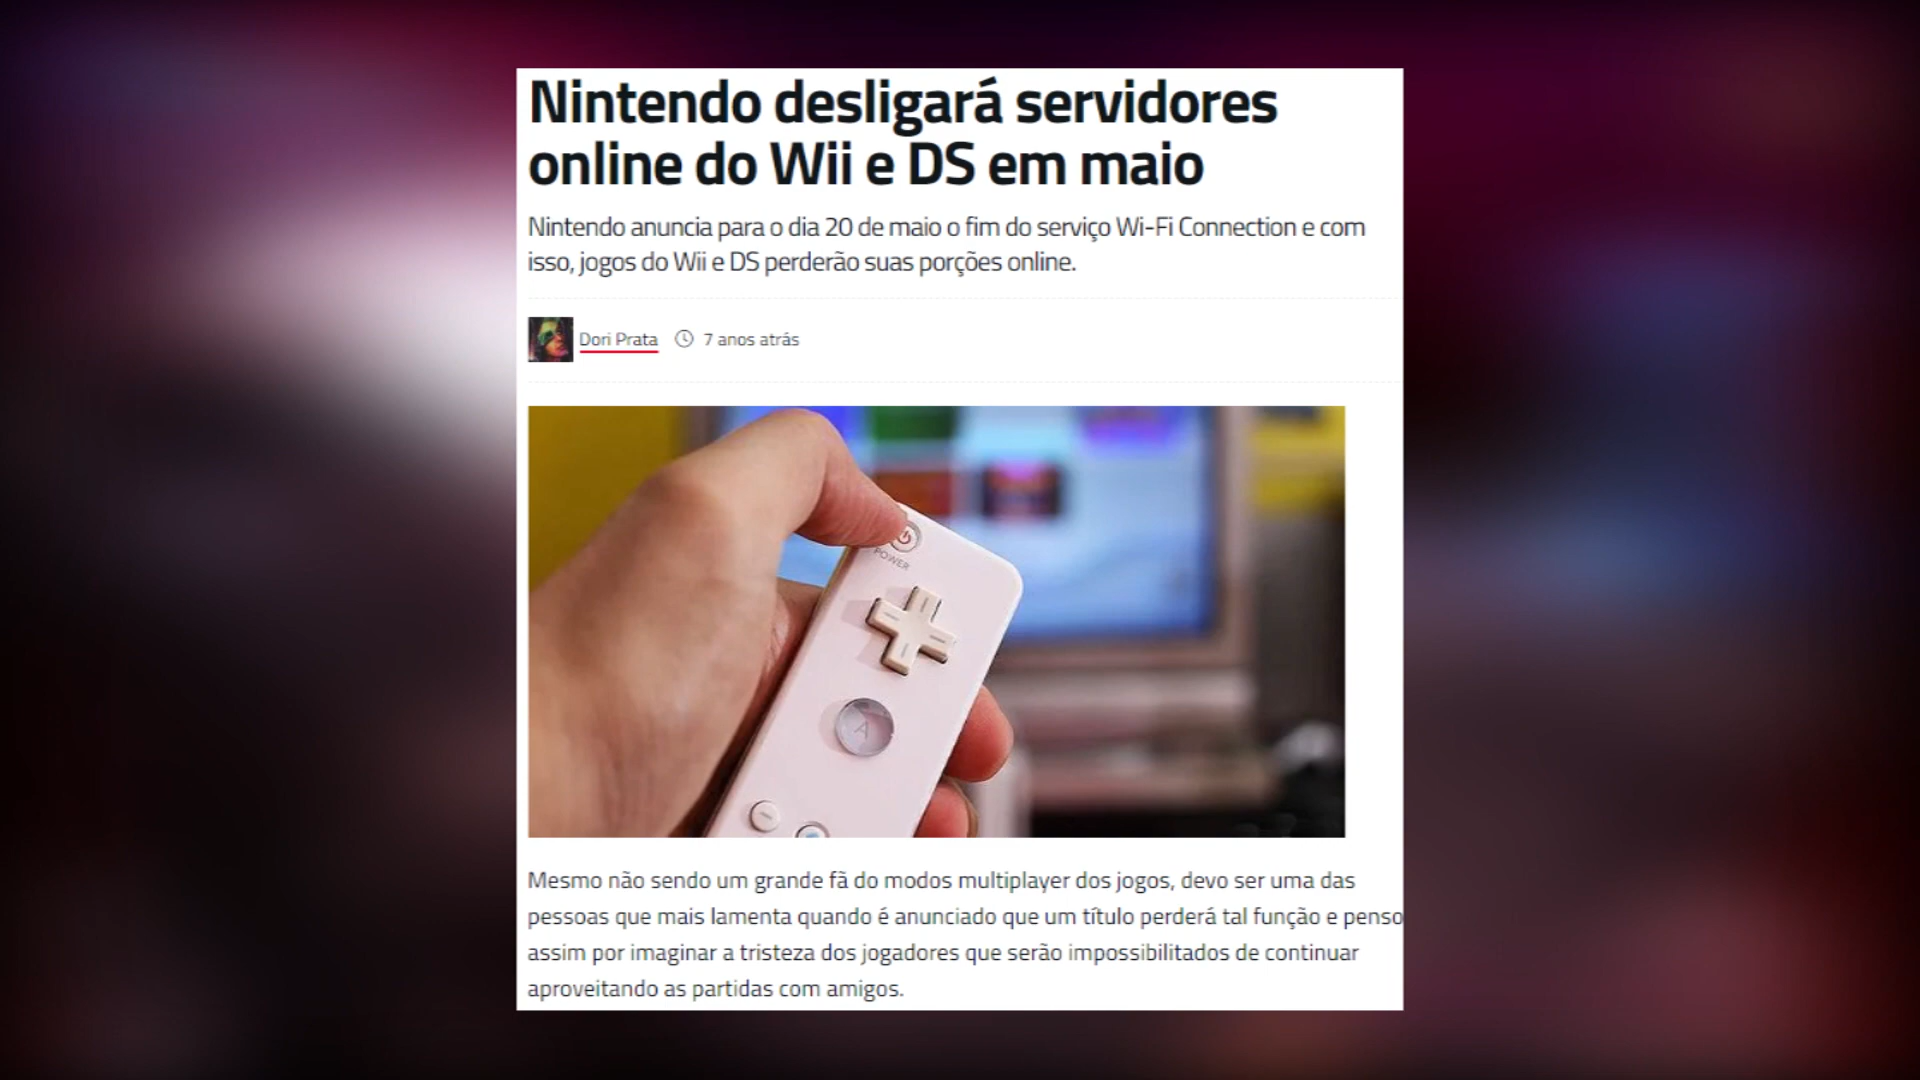 Nintendo desligará servidores
online do Wii e DS em maio
Nintendo anuncia para o dia 20 de maio o fim do serviço Wi-Fi Connection e com
isso, jogos do Wii e DS perderão suas porções online.
Dori Prata 7 anos atrás
POWER
A
Mesmo não sendo um grande fã do modos multiplayer dos jogos, devo ser uma das
pessoas que mais lamenta quando é anunciado que um título perderá tal função e penso
assim por imaginar a tristeza dos jogadores que serão impossibilitados de continuar
aproveitando as partidas com amigos.